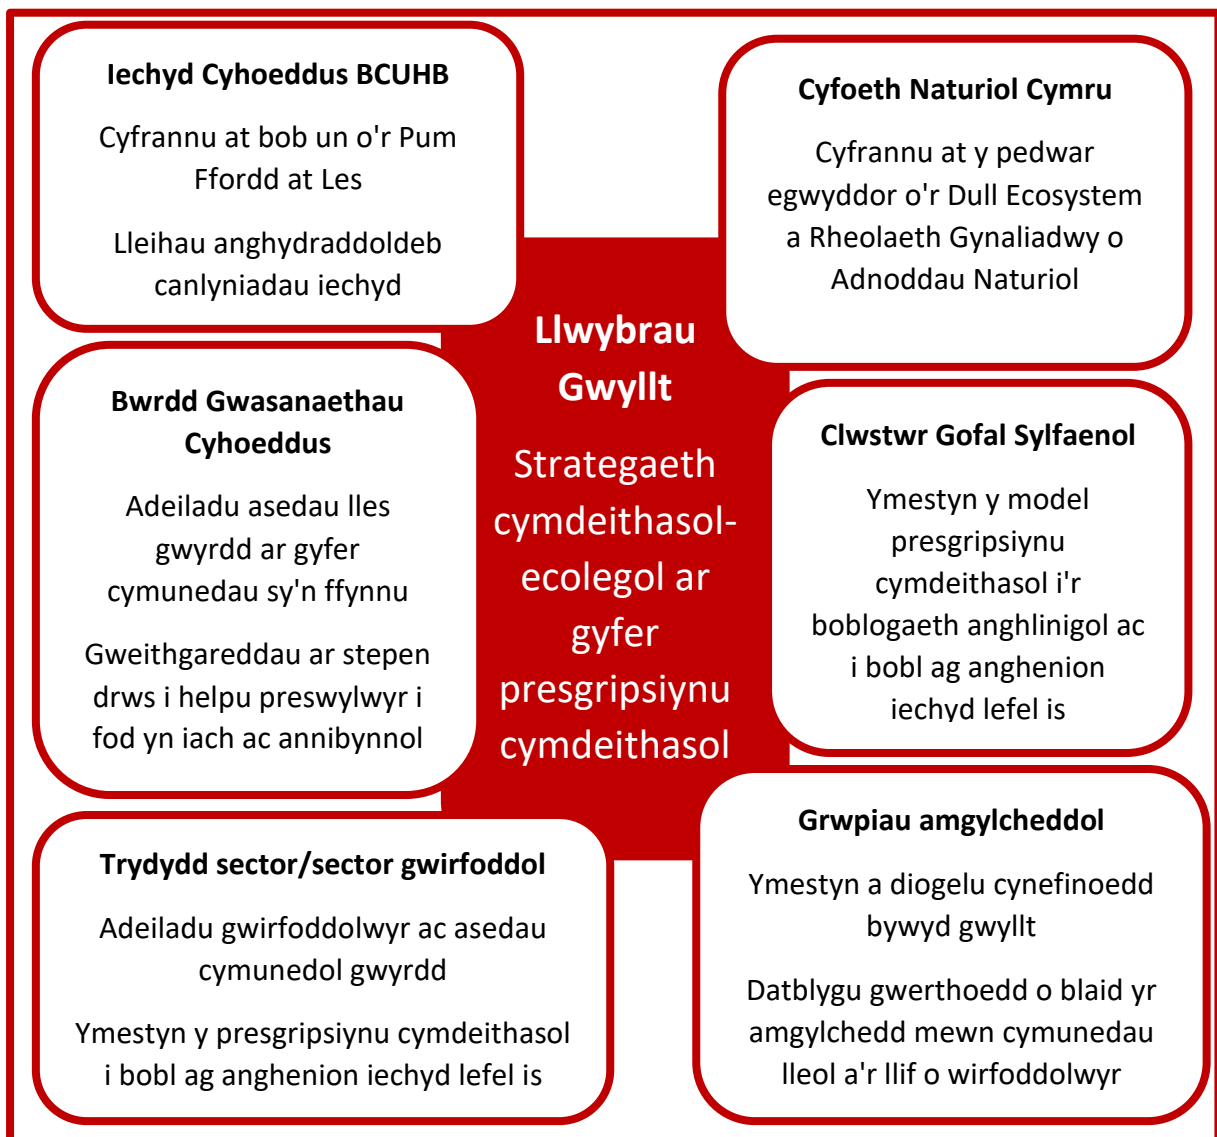 Iechyd Cyhoeddus BCUHB
Cyfrannu at bob un o'r Pum
Ffordd at Les
Lleihau anghydraddoldeb
canlyniadau iechyd
Cyfoeth Naturiol Cymru
Cyfrannu at y pedwar
egwyddor o'r Dull Ecosystem
a Rheolaeth Gynaliadwy o
Adnoddau Naturiol
Llwybrau
Gwyllt
Strategaeth
cymdeithasol-
ecolegol ar
gyfer
presgripsiynu
cymdeithasol
Bwrdd Gwasanaethau
Cyhoeddus
Adeiladu asedau lles
gwyrdd ar gyfer
cymunedau sy'n ffynnu
Gweithgareddau ar stepen
drws i helpu preswylwyr i
fod yn iach ac annibynnol
Clwstwr Gofal Sylfaenol
Ymestyn y model
presgripsiynu
cymdeithasol i'r
boblogaeth anghlinigol ac
i bobl ag anghenion
iechyd lefel is
Trydydd sector/sector gwirfoddol
Adeiladu gwirfoddolwyr ac asedau
cymunedol gwyrdd
Ymestyn y presgripsiynu cymdeithasol
i bobl ag anghenion iechyd lefel is
Grwpiau amgylcheddol
Ymestyn a diogelu cynefinoedd
bywyd gwyllt
Datblygu gwerthoedd o blaid yr
amgylchedd mewn cymunedau
lleol a'r llif o wirfoddolwyr